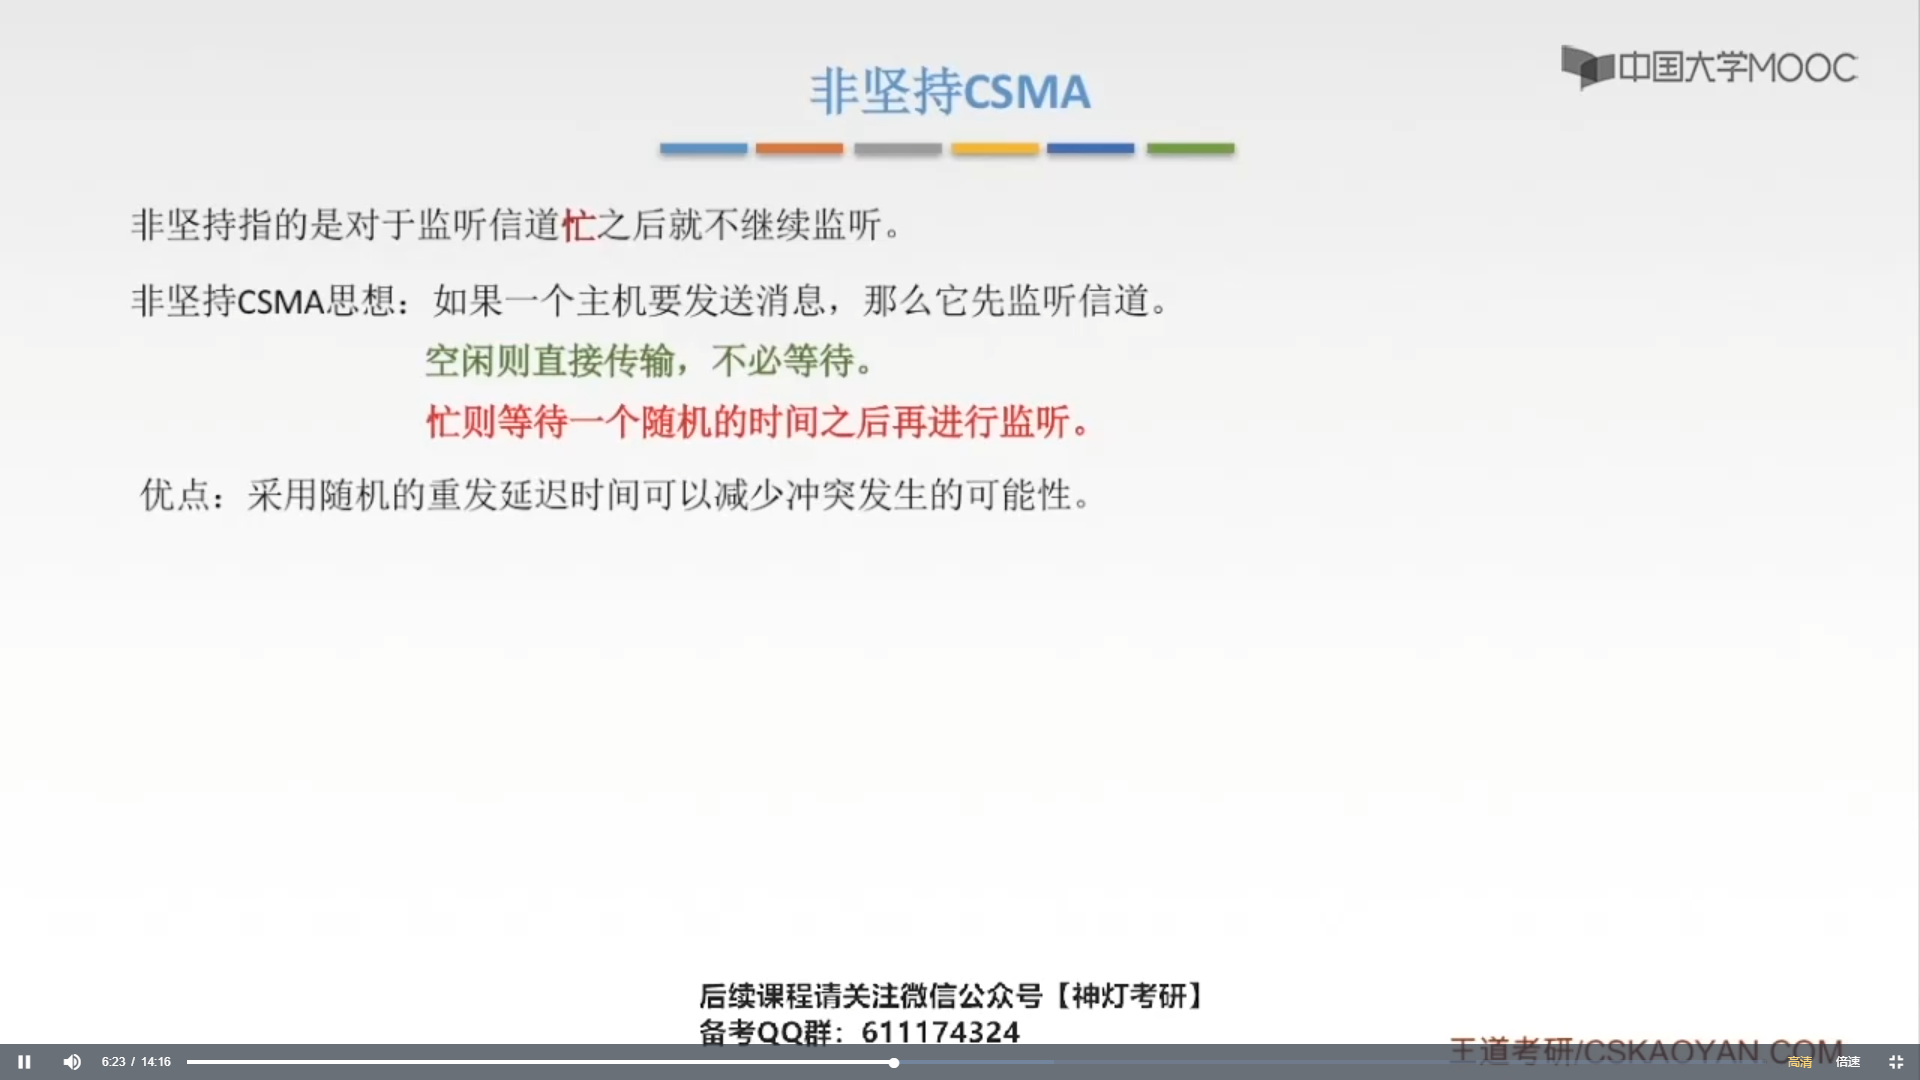 中国大学MOOC
非坚持CSMA
非坚持指的是对于监听信道忙之后就不继续监听。
非坚持CSMA思想：如果一个主机要发送消息，那么它先监听信道。
空闲则直接传输，不必等待。
忙则等待一个随机的时间之后再进行监听。
优点：采用随机的重发延迟时间可以减少冲突发生的可能性。
后续课程请关注微信公众号【神灯考研】
备考QQ群：611174324
王道考研/CSKAOYAN.COM
6:23 / 14:16
高清
倍速